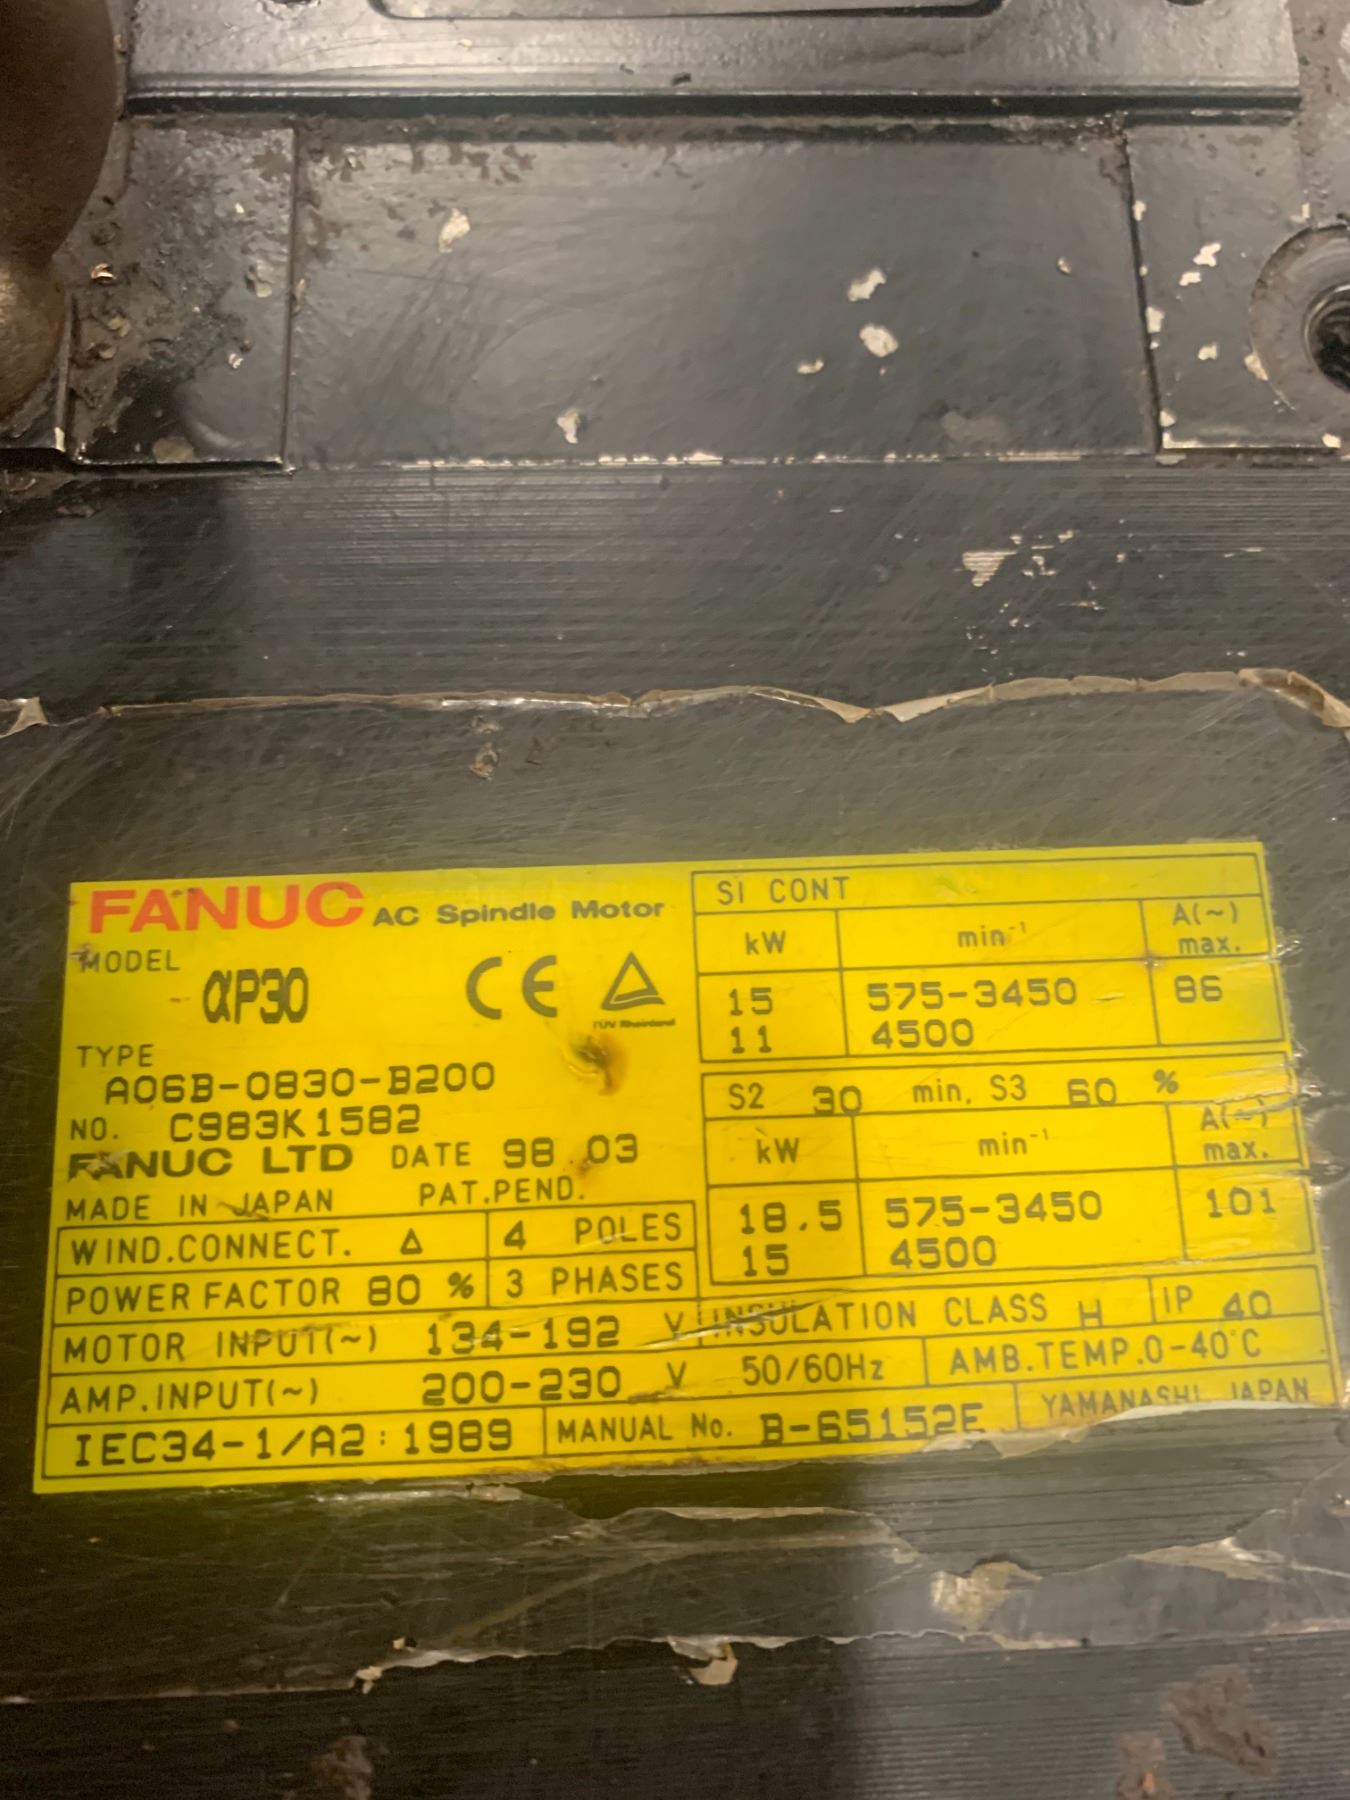 FANUC AC Spindle Motor
MODEL
αP30
CE
TÜV Rheinland
TYPE
A06B-0830-B200
NO. C983K1582
FANUC LTD DATE 98 03
MADE IN JAPAN PAT.PEND.
WIND.CONNECT. Δ 4 POLES
POWER FACTOR 80 % 3 PHASES
MOTOR INPUT(~) 134-192 V
AMP.INPUT(~) 200-230 V 50/60Hz
IEC34-1/A2:1989 MANUAL No. B-65152E
S1 CONT
kW min⁻¹ A(~) max.
15 575-3450 86
11 4500
S2 30 min, S3 60 %
kW min⁻¹ A(~) max.
18.5 575-3450 101
15 4500
INSULATION CLASS H IP 40
AMB.TEMP.0-40°C
YAMANASHI JAPAN